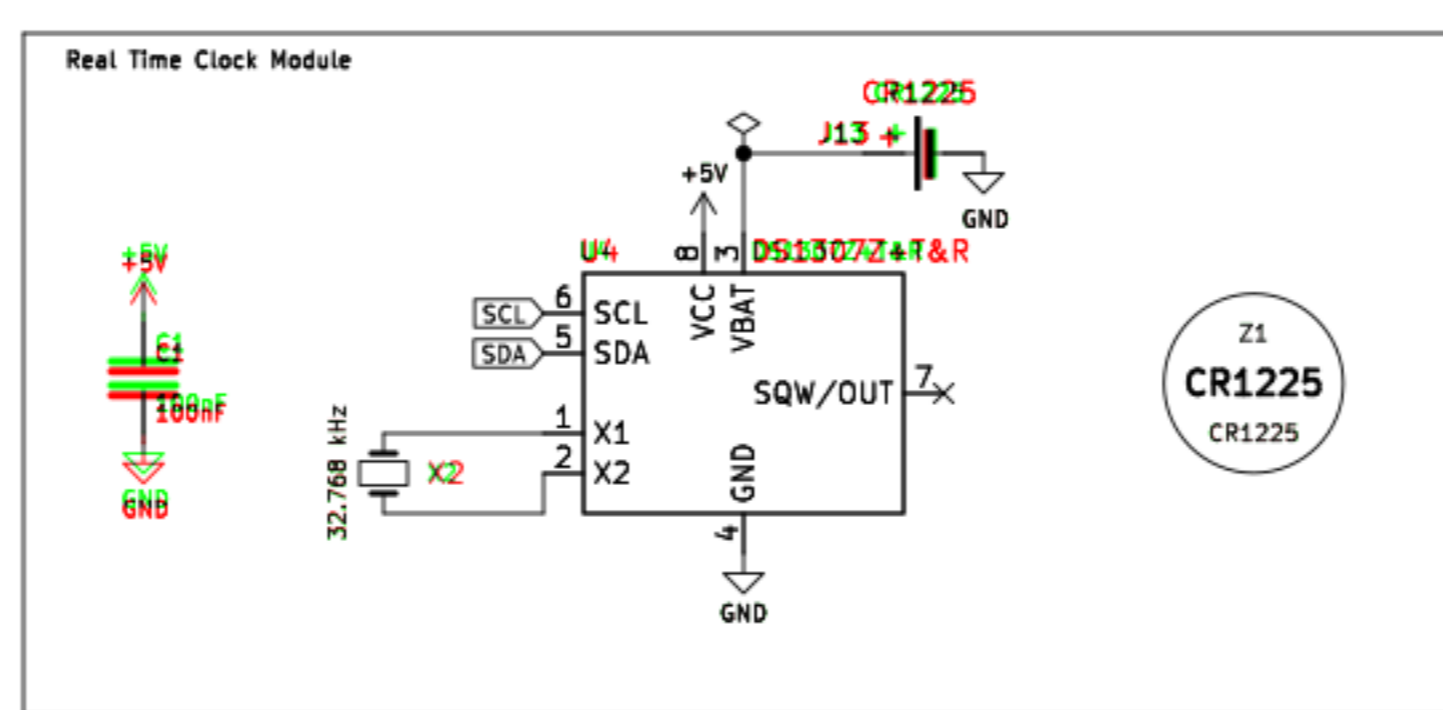 Real Time Clock Module
CR1225
J13 +
+5V
GND
U4
8
3
DS1307Z+T&R
+5V
C1
100nF
GND
SCL
6
SCL
VCC
VBAT
SDA
5
SDA
SQW/OUT
7
1
X1
32.768 kHz
X2
2
X2
GND
4
GND
Z1
CR1225
CR1225